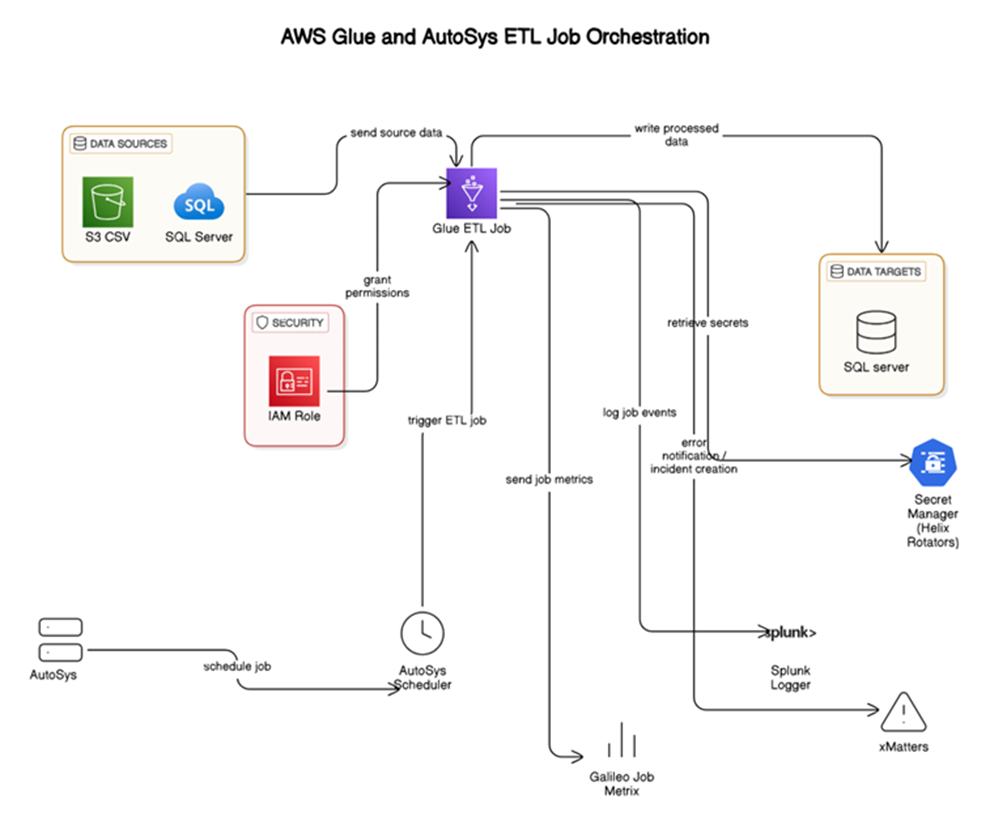 AWS Glue and AutoSys ETL Job Orchestration
send source data
write processed
data
DATA SOURCES
SQL
S3 CSV
SQL Server
Glue ETL Job
grant
permissions
DATA TARGETS
SQL server
SECURITY
IAM Role
retrieve secrets
trigger ETL job
log job events
error
notification /
incident creation
send job metrics
Secret
Manager
(Helix
Rotators)
AutoSys
schedule job
AutoSys
Scheduler
splunk>
Splunk
Logger
xMatters
Galileo Job
Metrix